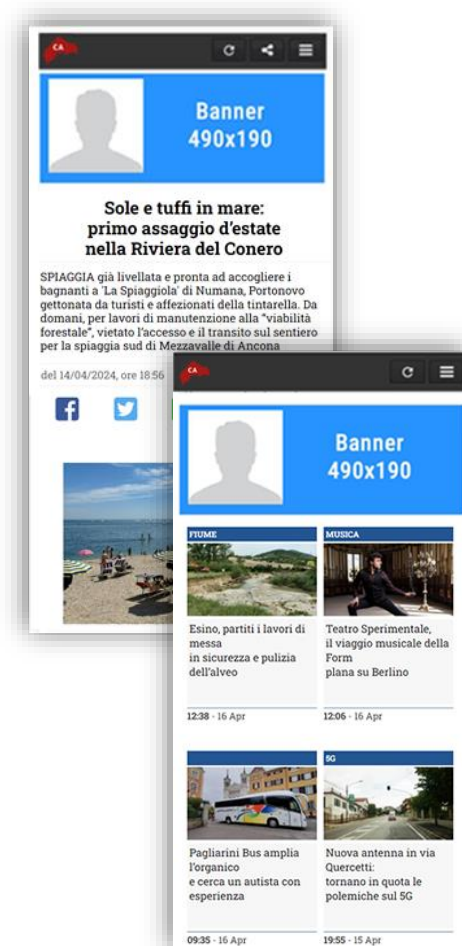 CA
Banner
490x190
Sole e tuffi in mare:
primo assaggio d'estate
nella Riviera del Conero
SPIAGGIA già livellata e pronta ad accogliere i
bagnanti a 'La Spiaggiola' di Numana, Portonovo
gettonata da turisti e affezionati della tintarella. Da
domani, per lavori di manutenzione alla "viabilità
forestale", vietato l'accesso e il transito sul sentiero
per la spiaggia sud di Mezzavalle di Ancona
del 14/04/2024, ore 18:56
CA
Banner
490x190
FIUME
Esino, partiti i lavori di
messa
in sicurezza e pulizia
dell'alveo
12:38 - 16 Apr
MUSICA
Teatro Sperimentale,
il viaggio musicale della
Form
plana su Berlino
12:06 - 16 Apr
Pagliarini Bus amplia
l'organico
e cerca un autista con
esperienza
09:35 - 16 Apr
5G
Nuova antenna in via
Quercetti:
tornano in quota le
polemiche sul 5G
19:55 - 15 Apr